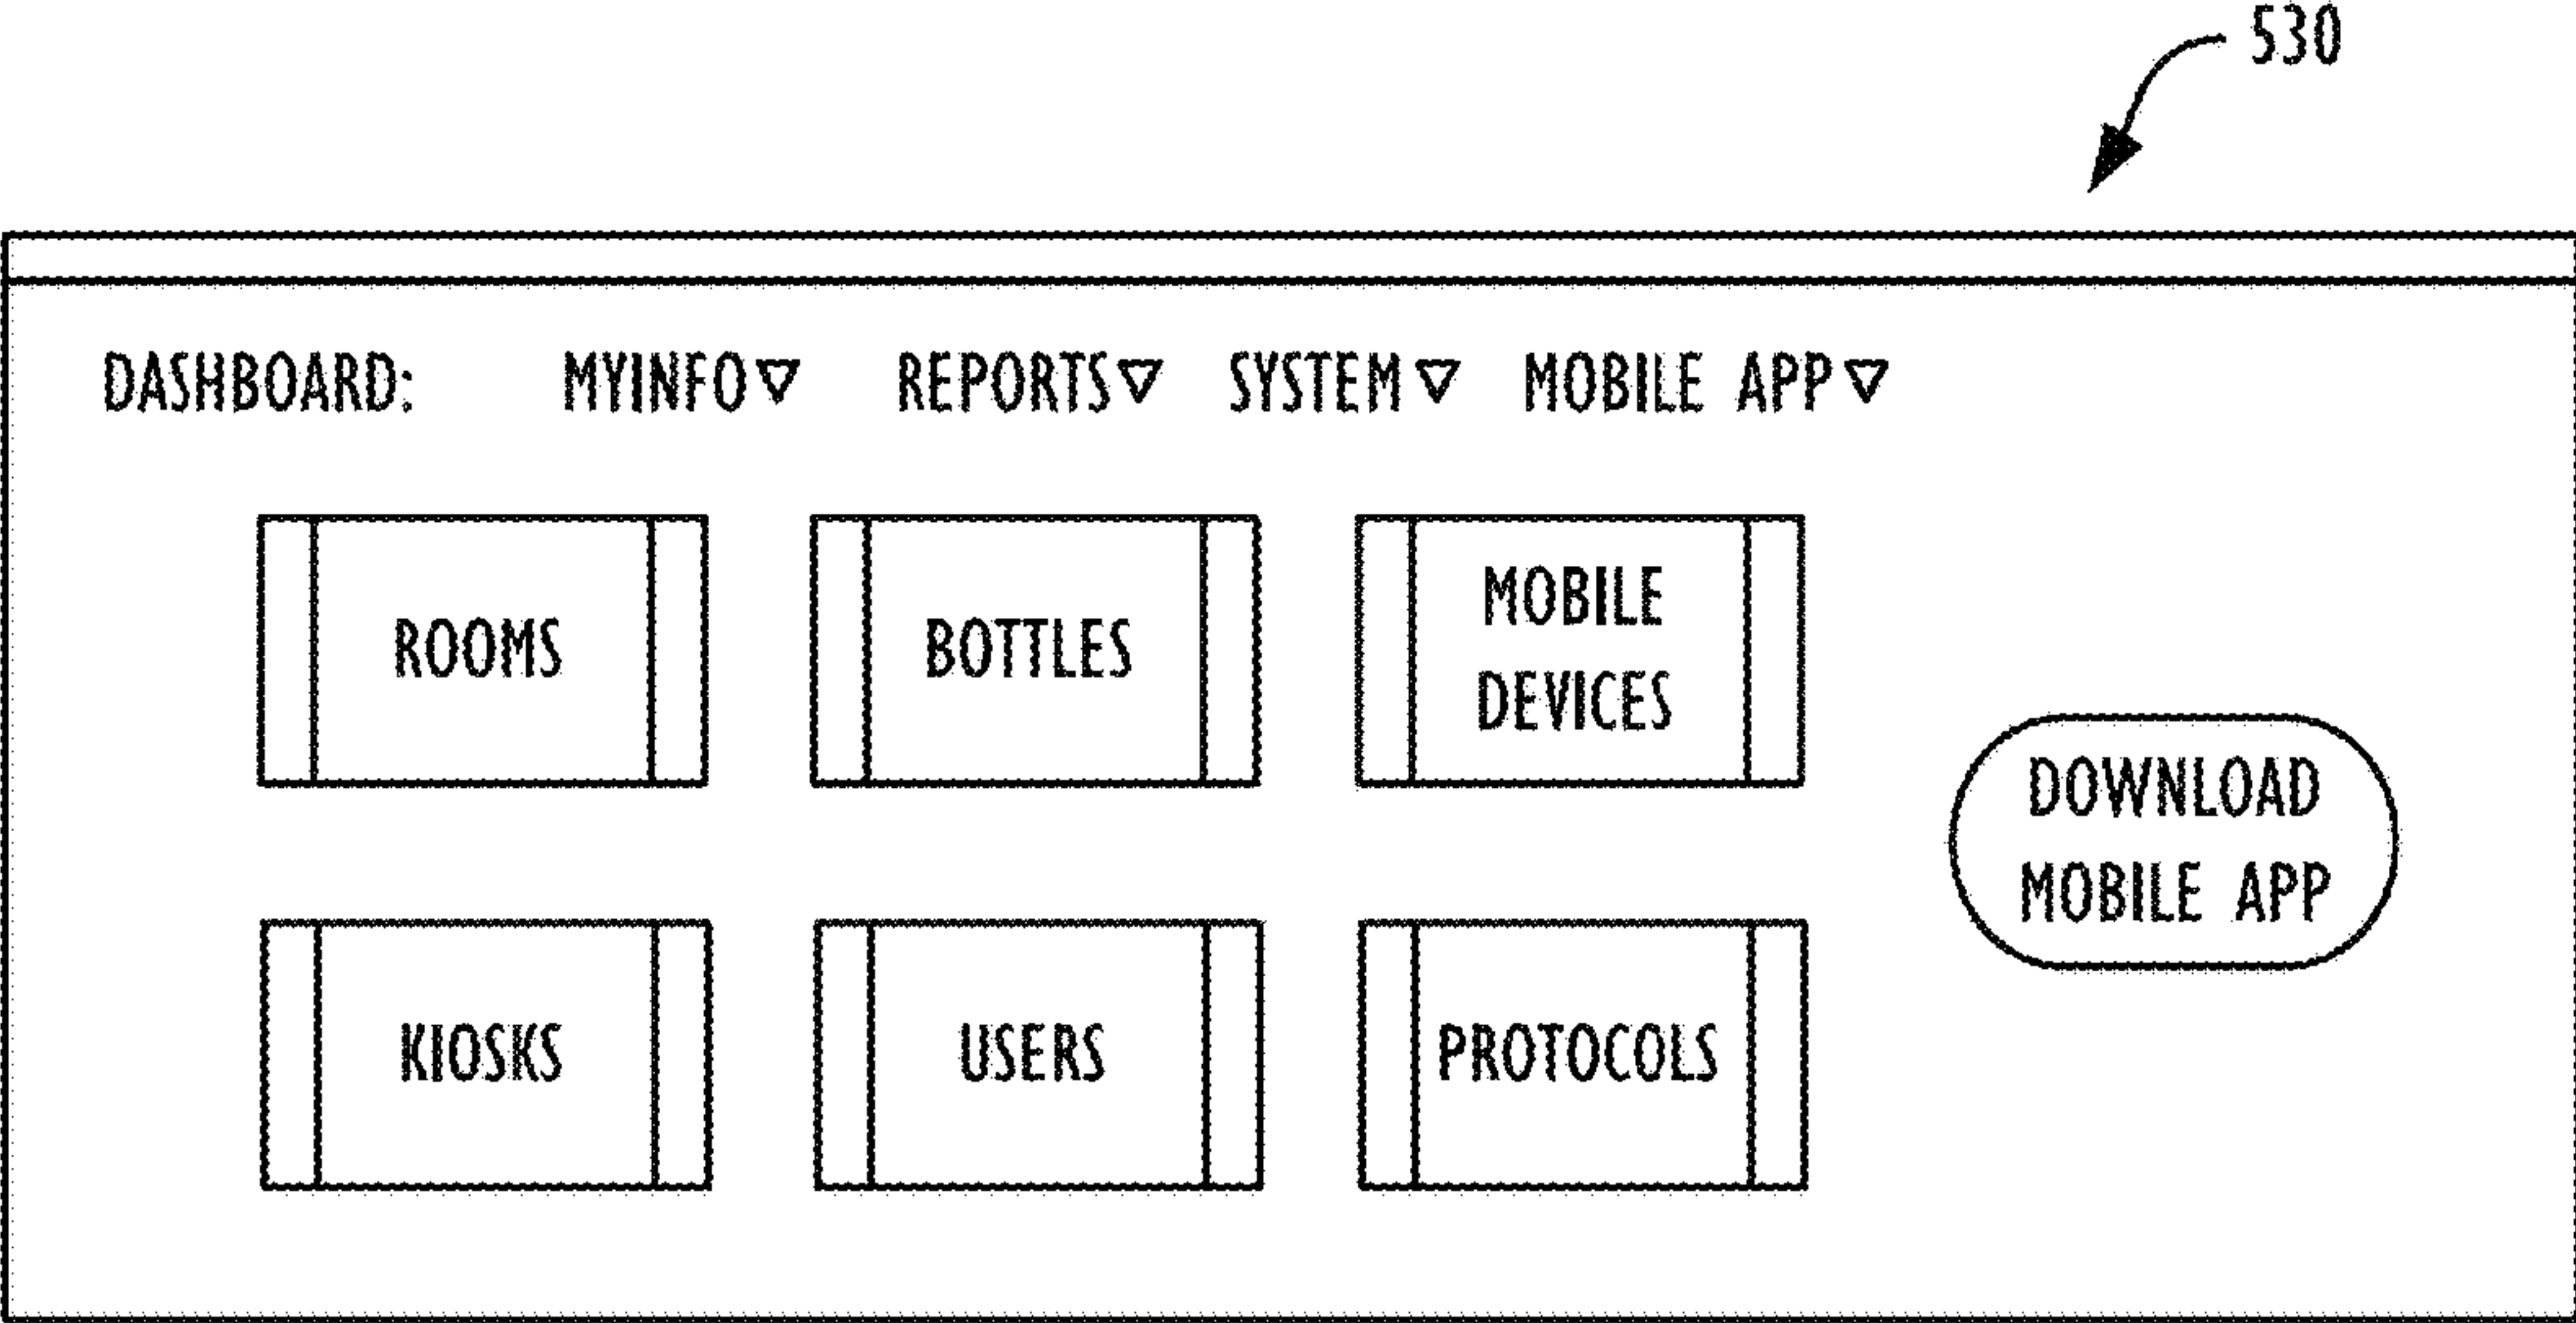 530
DASHBOARD: MYINFO▽ REPORTS▽ SYSTEM▽ MOBILE APP▽
ROOMS BOTTLES MOBILE DEVICES
DOWNLOAD
MOBILE APP
KIOSKS USERS PROTOCOLS